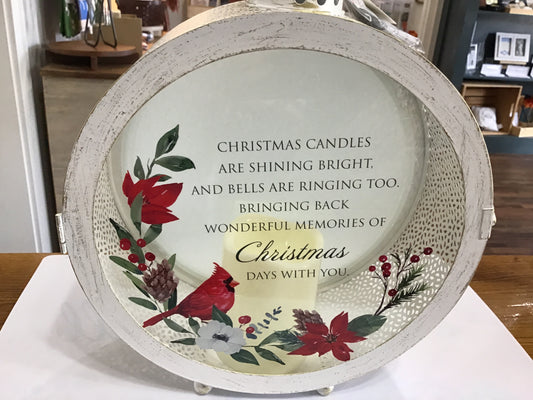 CHRISTMAS CANDLES
ARE SHINING BRIGHT,
AND BELLS ARE RINGING TOO.
BRINGING BACK
WONDERFUL MEMORIES OF
Christmas
DAYS WITH YOU.